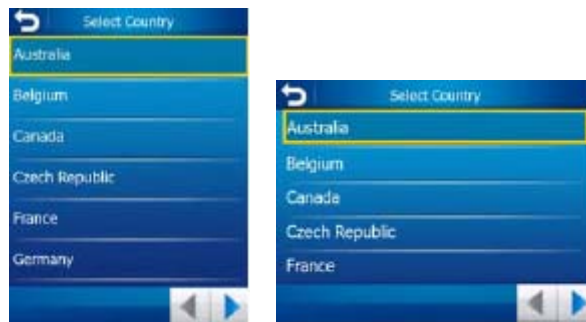 Select Country
Australia
Belgium
Canada
Czech Republic
France
Germany
Select Country
Australia
Belgium
Canada
Czech Republic
France